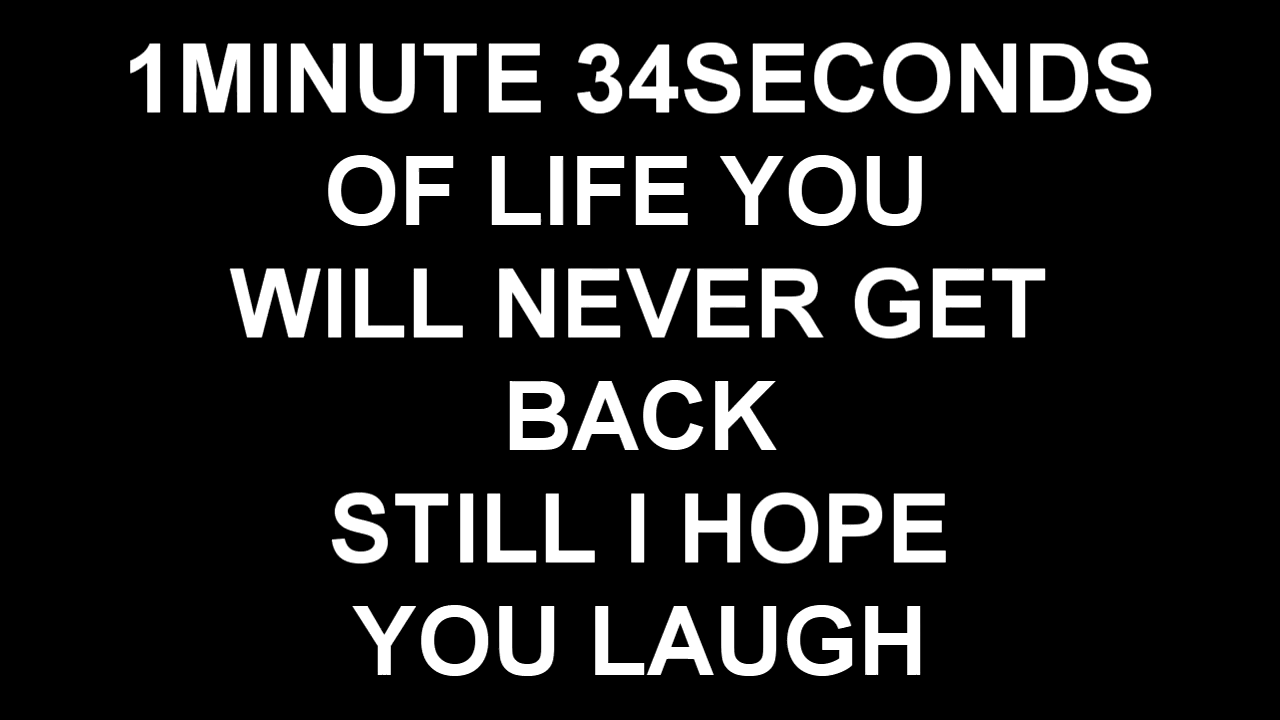 1MINUTE 34SECONDS
OF LIFE YOU
WILL NEVER GET
BACK
STILL I HOPE
YOU LAUGH